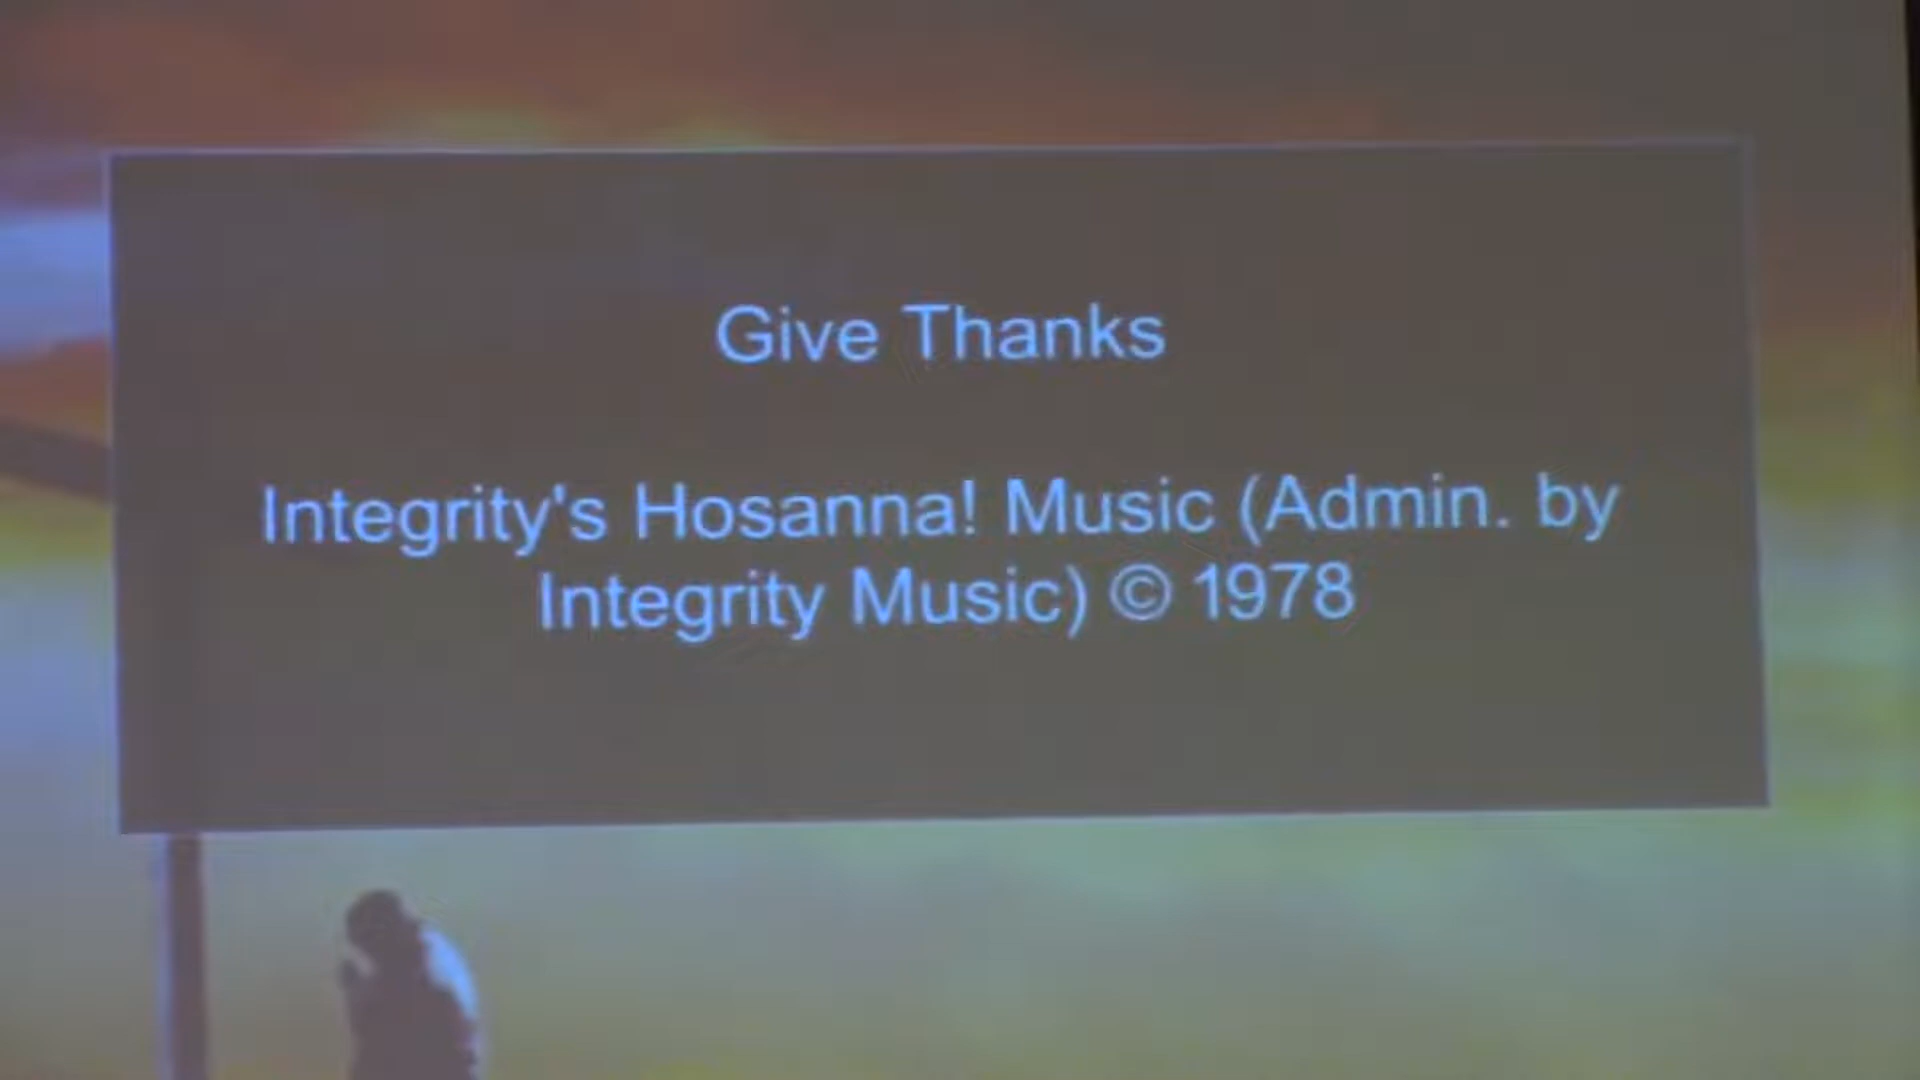 Give Thanks
Integrity's Hosanna! Music (Admin. by
Integrity Music) © 1978